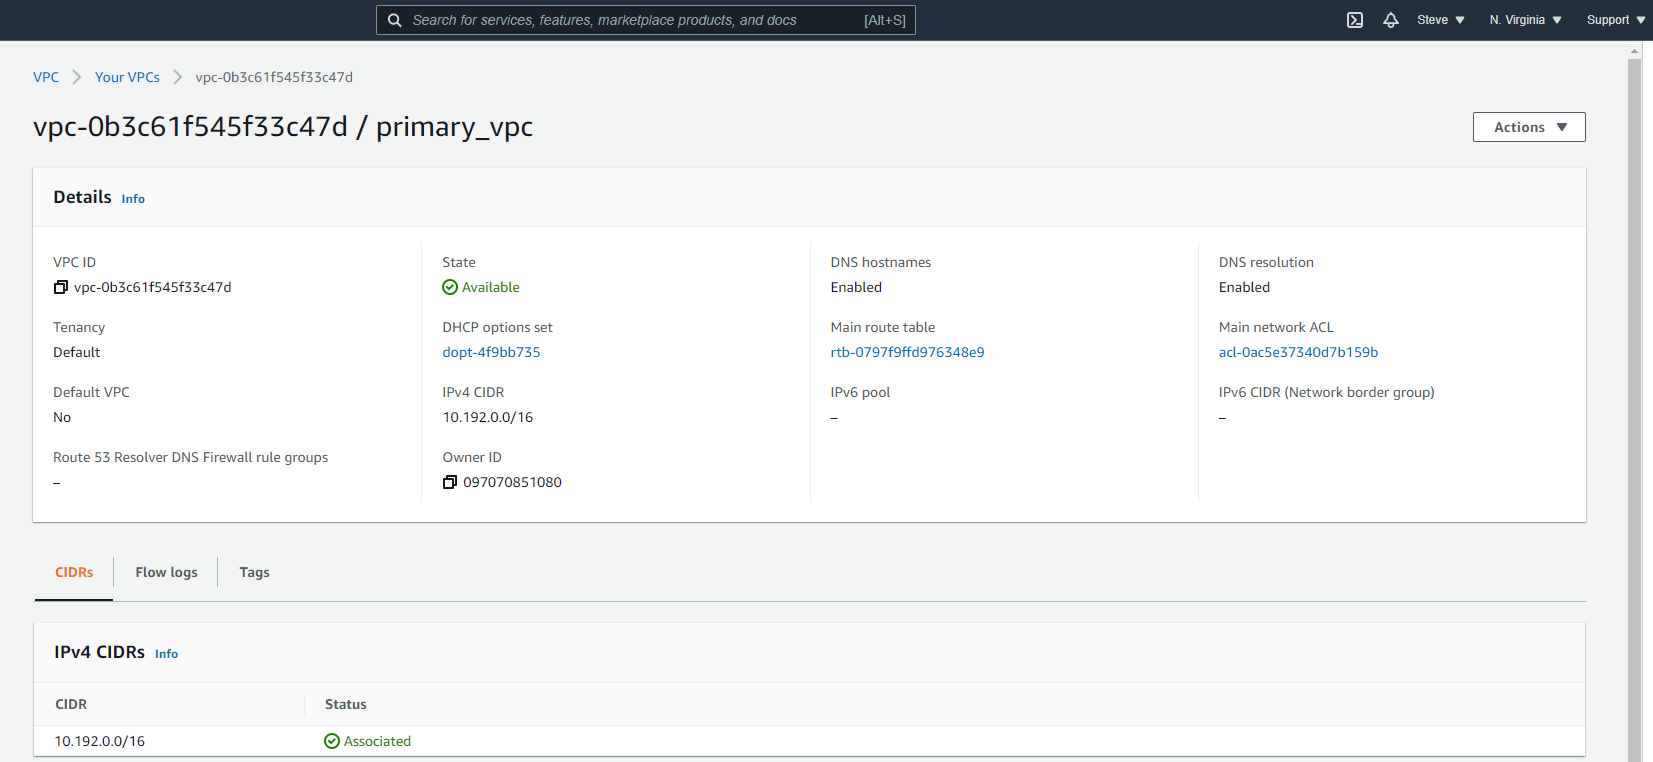 Search for services, features, marketplace products, and docs [Alt+S] Steve N. Virginia Support
VPC Your VPCs vpc-0b3c61f545f33c47d
vpc-0b3c61f545f33c47d / primary_vpc
Actions
Details Info
VPC ID State DNS hostnames DNS resolution
vpc-0b3c61f545f33c47d Available Enabled Enabled
Tenancy DHCP options set Main route table Main network ACL
Default dopt-4f9bb735 rtb-0797f9ffd976348e9 acl-0ac5e37340d7b159b
Default VPC IPv4 CIDR IPv6 pool IPv6 CIDR (Network border group)
No 10.192.0.0/16 – –
Route 53 Resolver DNS Firewall rule groups Owner ID
– 097070851080
CIDRs Flow logs Tags
IPv4 CIDRs Info
CIDR Status
10.192.0.0/16 Associated